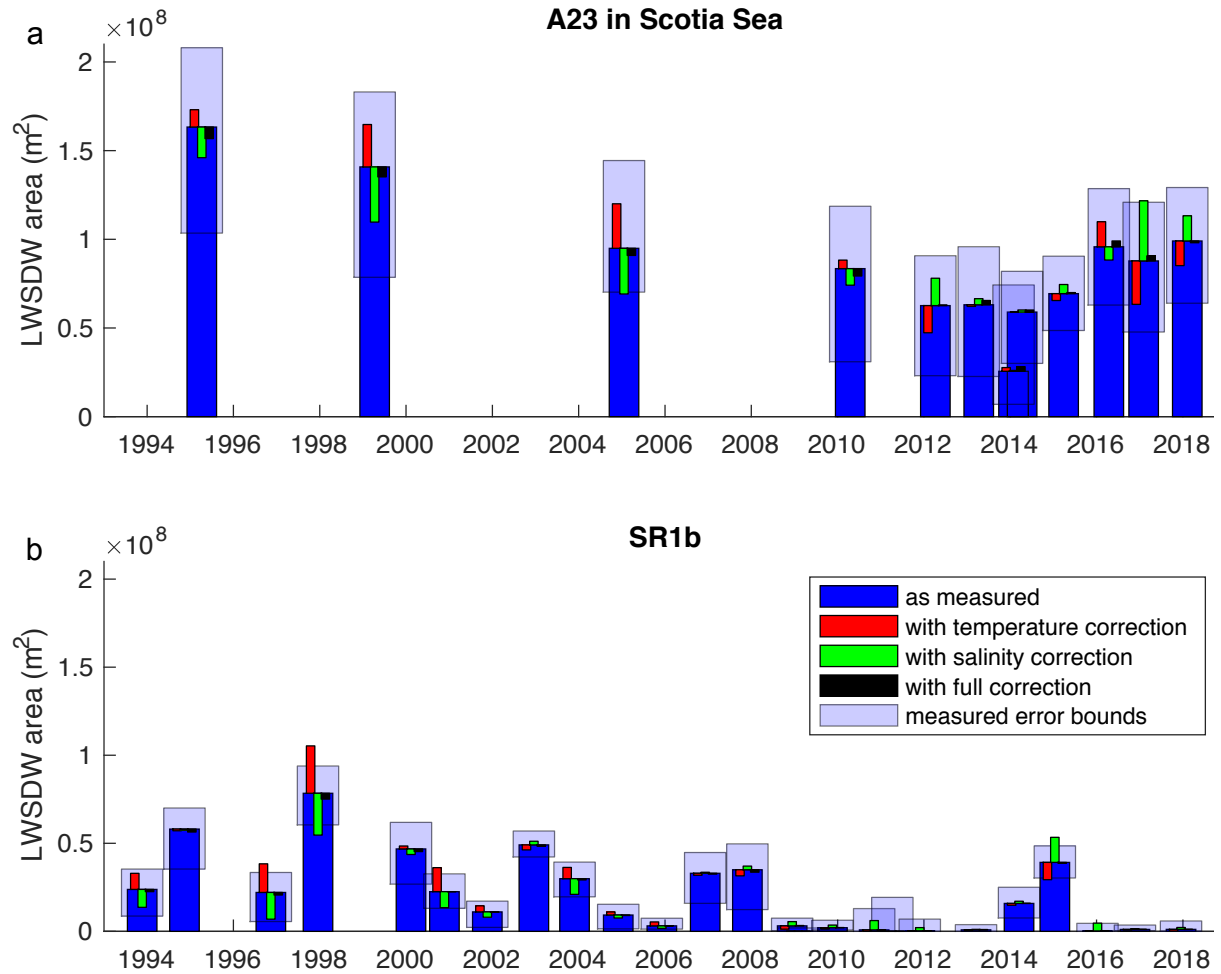 a
×10^8
A23 in Scotia Sea
LWSDW area (m²)
2
1.5
1
0.5
0
1994 1996 1998 2000 2002 2004 2006 2008 2010 2012 2014 2016 2018
b
×10^8
SR1b
LWSDW area (m²)
2
1.5
1
0.5
0
as measured
with temperature correction
with salinity correction
with full correction
measured error bounds
1994 1996 1998 2000 2002 2004 2006 2008 2010 2012 2014 2016 2018